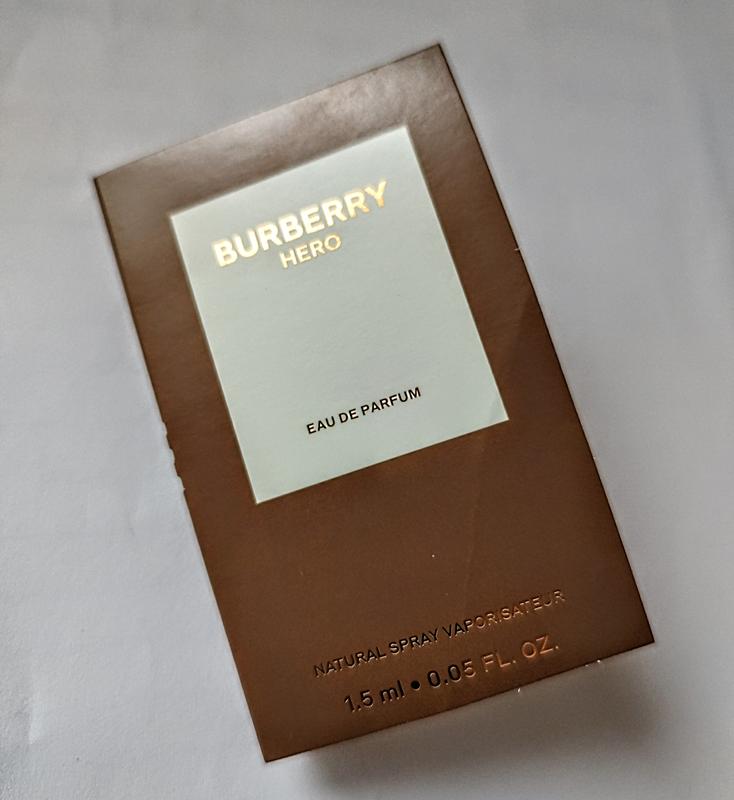 BURBERRY
HERO
EAU DE PARFUM
NATURAL SPRAY VAPORISATEUR
1.5 ml • 0.05 FL. OZ.